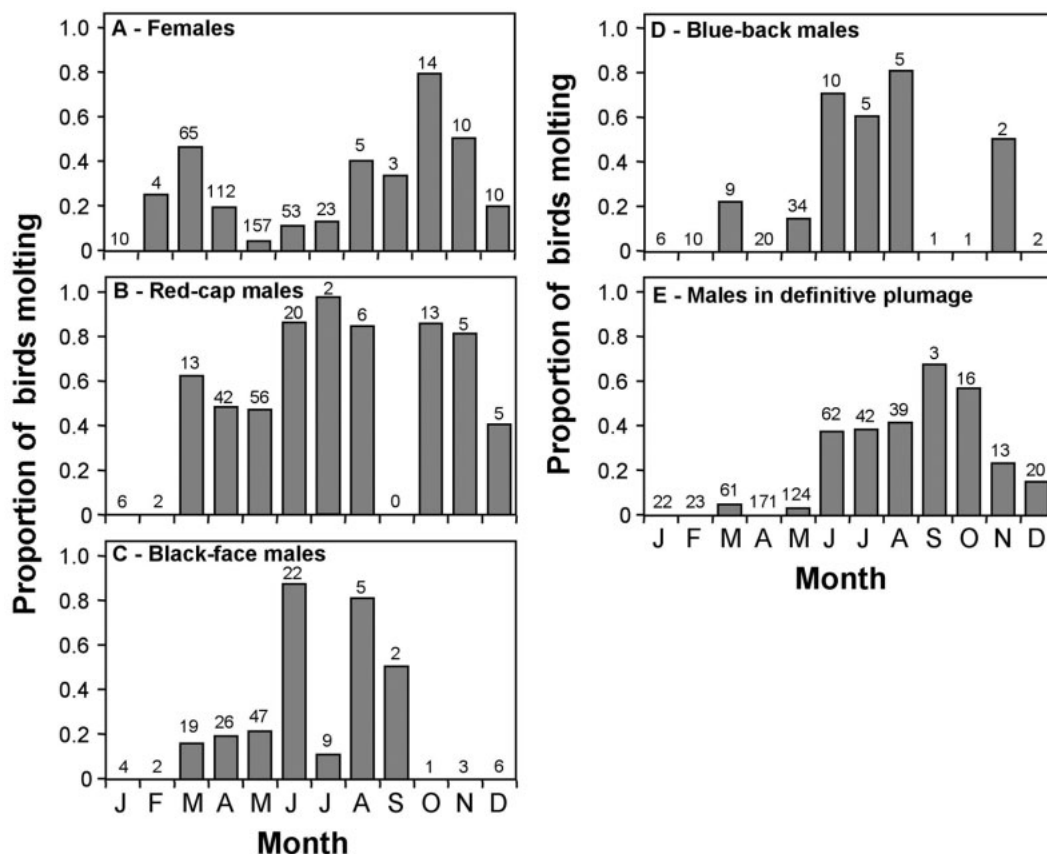 Proportion of birds molting
A - Females
1.0
0.8
0.6
0.4
0.2
0
10 4 65 112 157 53 23 5 3 14 10 10
B - Red-cap males
1.0
0.8
0.6
0.4
0.2
0
6 2 13 42 56 20 2 6 0 13 5 5
C - Black-face males
1.0
0.8
0.6
0.4
0.2
0
4 2 19 26 47 22 9 5 2 1 3 6
J F M A M J J A S O N D
Month
Proportion of birds molting
D - Blue-back males
1.0
0.8
0.6
0.4
0.2
0
6 10 9 20 34 10 5 5 1 1 2 2
E - Males in definitive plumage
1.0
0.8
0.6
0.4
0.2
0
22 23 61 171 124 62 42 39 3 16 13 20
J F M A M J J A S O N D
Month